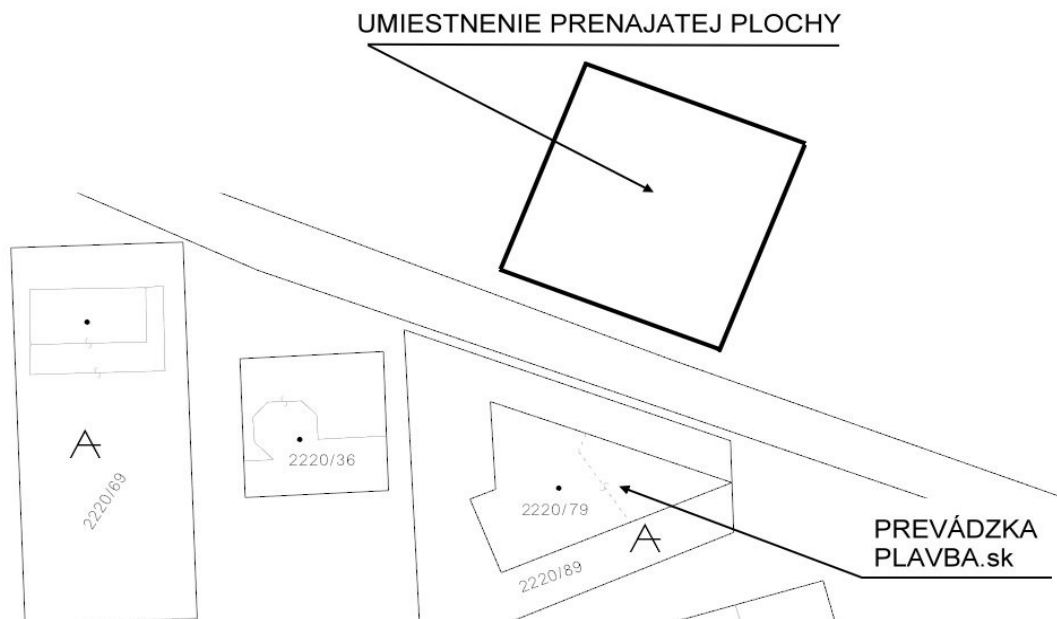 UMIESTNENIE PRENAJATEJ PLOCHY
2220/69
2220/36
2220/79
2220/89
PREVÁDZKA
PLAVBA.sk